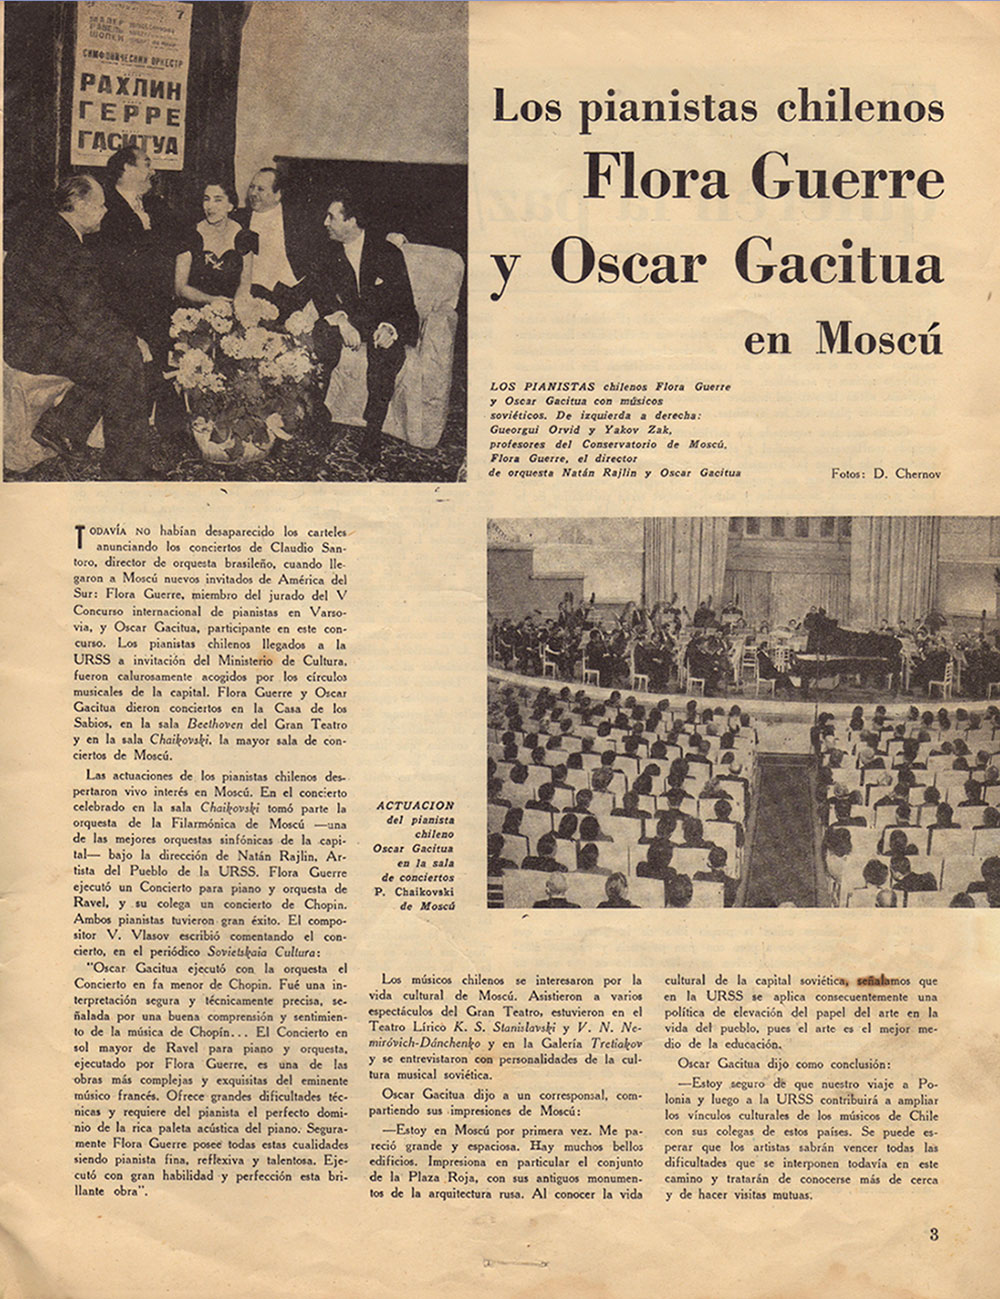 7
МАЛЕР
РАВЕЛЬ
ШОПЕН
СИМФОНИЧЕСКИЙ ОРКЕСТР
РАХЛИН
ГЕРРЕ
ГАСИТУА
Los pianistas chilenos
Flora Guerre
y Oscar Gacitua
en Moscú
LOS PIANISTAS chilenos Flora Guerre
y Oscar Gacitua con músicos
soviéticos. De izquierda a derecha:
Gueorgui Orvid y Yakov Zak,
profesores del Conservatorio de Moscú,
Flora Guerre, el director
de orquesta Natán Rajlin y Oscar Gacitua
Fotos: D. Chernov
TODAVÍA NO habían desaparecido los carteles
anunciando los conciertos de Claudio San-
toro, director de orquesta brasileño, cuando lle-
garon a Moscú nuevos invitados de América del
Sur: Flora Guerre, miembro del jurado del V
Concurso internacional de pianistas en Varso-
via, y Oscar Gacitua, participante en este con-
curso. Los pianistas chilenos llegados a la
URSS a invitación del Ministerio de Cultura,
fueron calurosamente acogidos por los círculos
musicales de la capital. Flora Guerre y Oscar
Gacitua dieron conciertos en la Casa de los
Sabios, en la sala Beethoven del Gran Teatro
y en la sala Chaikovski, la mayor sala de con-
ciertos de Moscú.
Las actuaciones de los pianistas chilenos des-
pertaron vivo interés en Moscú. En el concierto
celebrado en la sala Chaikovski tomó parte la
orquesta de la Filarmónica de Moscú —una
de las mejores orquestas sinfónicas de la capi-
tal— bajo la dirección de Natán Rajlin, Ar-
tista del Pueblo de la URSS. Flora Guerre
ejecutó un Concierto para piano y orquesta de
Ravel, y su colega un concierto de Chopin.
Ambos pianistas tuvieron gran éxito. El compo-
sitor V. Vlasov escribió comentando el con-
cierto, en el periódico Sovietskaia Cultura:
"Oscar Gacitua ejecutó con la orquesta el
Concierto en fa menor de Chopin. Fué una in-
terpretación segura y técnicamente precisa, se-
ñalada por una buena comprensión y sentimien-
to de la música de Chopín... El Concierto en
sol mayor de Ravel para piano y orquesta,
ejecutado por Flora Guerre, es una de las
obras más complejas y exquisitas del eminente
músico francés. Ofrece grandes dificultades téc-
nicas y requiere del pianista el perfecto domi-
nio de la rica paleta acústica del piano. Segura-
mente Flora Guerre posee todas estas cualidades
siendo pianista fina, reflexiva y talentosa. Eje-
cutó con gran habilidad y perfección esta bri-
llante obra".
ACTUACION
del pianista
chileno
Oscar Gacitua
en la sala
de conciertos
P. Chaikovski
de Moscú
Los músicos chilenos se interesaron por la
vida cultural de Moscú. Asistieron a varios
espectáculos del Gran Teatro, estuvieron en el
Teatro Lírico K. S. Stanislavski y V. N. Ne-
miróvich-Dánchenko y en la Galería Tretiakov
y se entrevistaron con personalidades de la cul-
tura musical soviética.
Oscar Gacitua dijo a un corresponsal, com-
partiendo sus impresiones de Moscú:
—Estoy en Moscú por primera vez. Me pa-
reció grande y espaciosa. Hay muchos bellos
edificios. Impresiona en particular el conjunto
de la Plaza Roja, con sus antiguos monumen-
tos de la arquitectura rusa. Al conocer la vida
cultural de la capital soviética, señalamos que
en la URSS se aplica consecuentemente una
política de elevación del papel del arte en la
vida del pueblo, pues el arte es el mejor me-
dio de la educación.
Oscar Gacitua dijo como conclusión:
—Estoy seguro de que nuestro viaje a Po-
lonia y luego a la URSS contribuirá a ampliar
los vínculos culturales de los músicos de Chile
con sus colegas de estos países. Se puede es-
perar que los artistas sabrán vencer todas las
dificultades que se interponen todavía en este
camino y tratarán de conocerse más de cerca
y de hacer visitas mutuas.
3